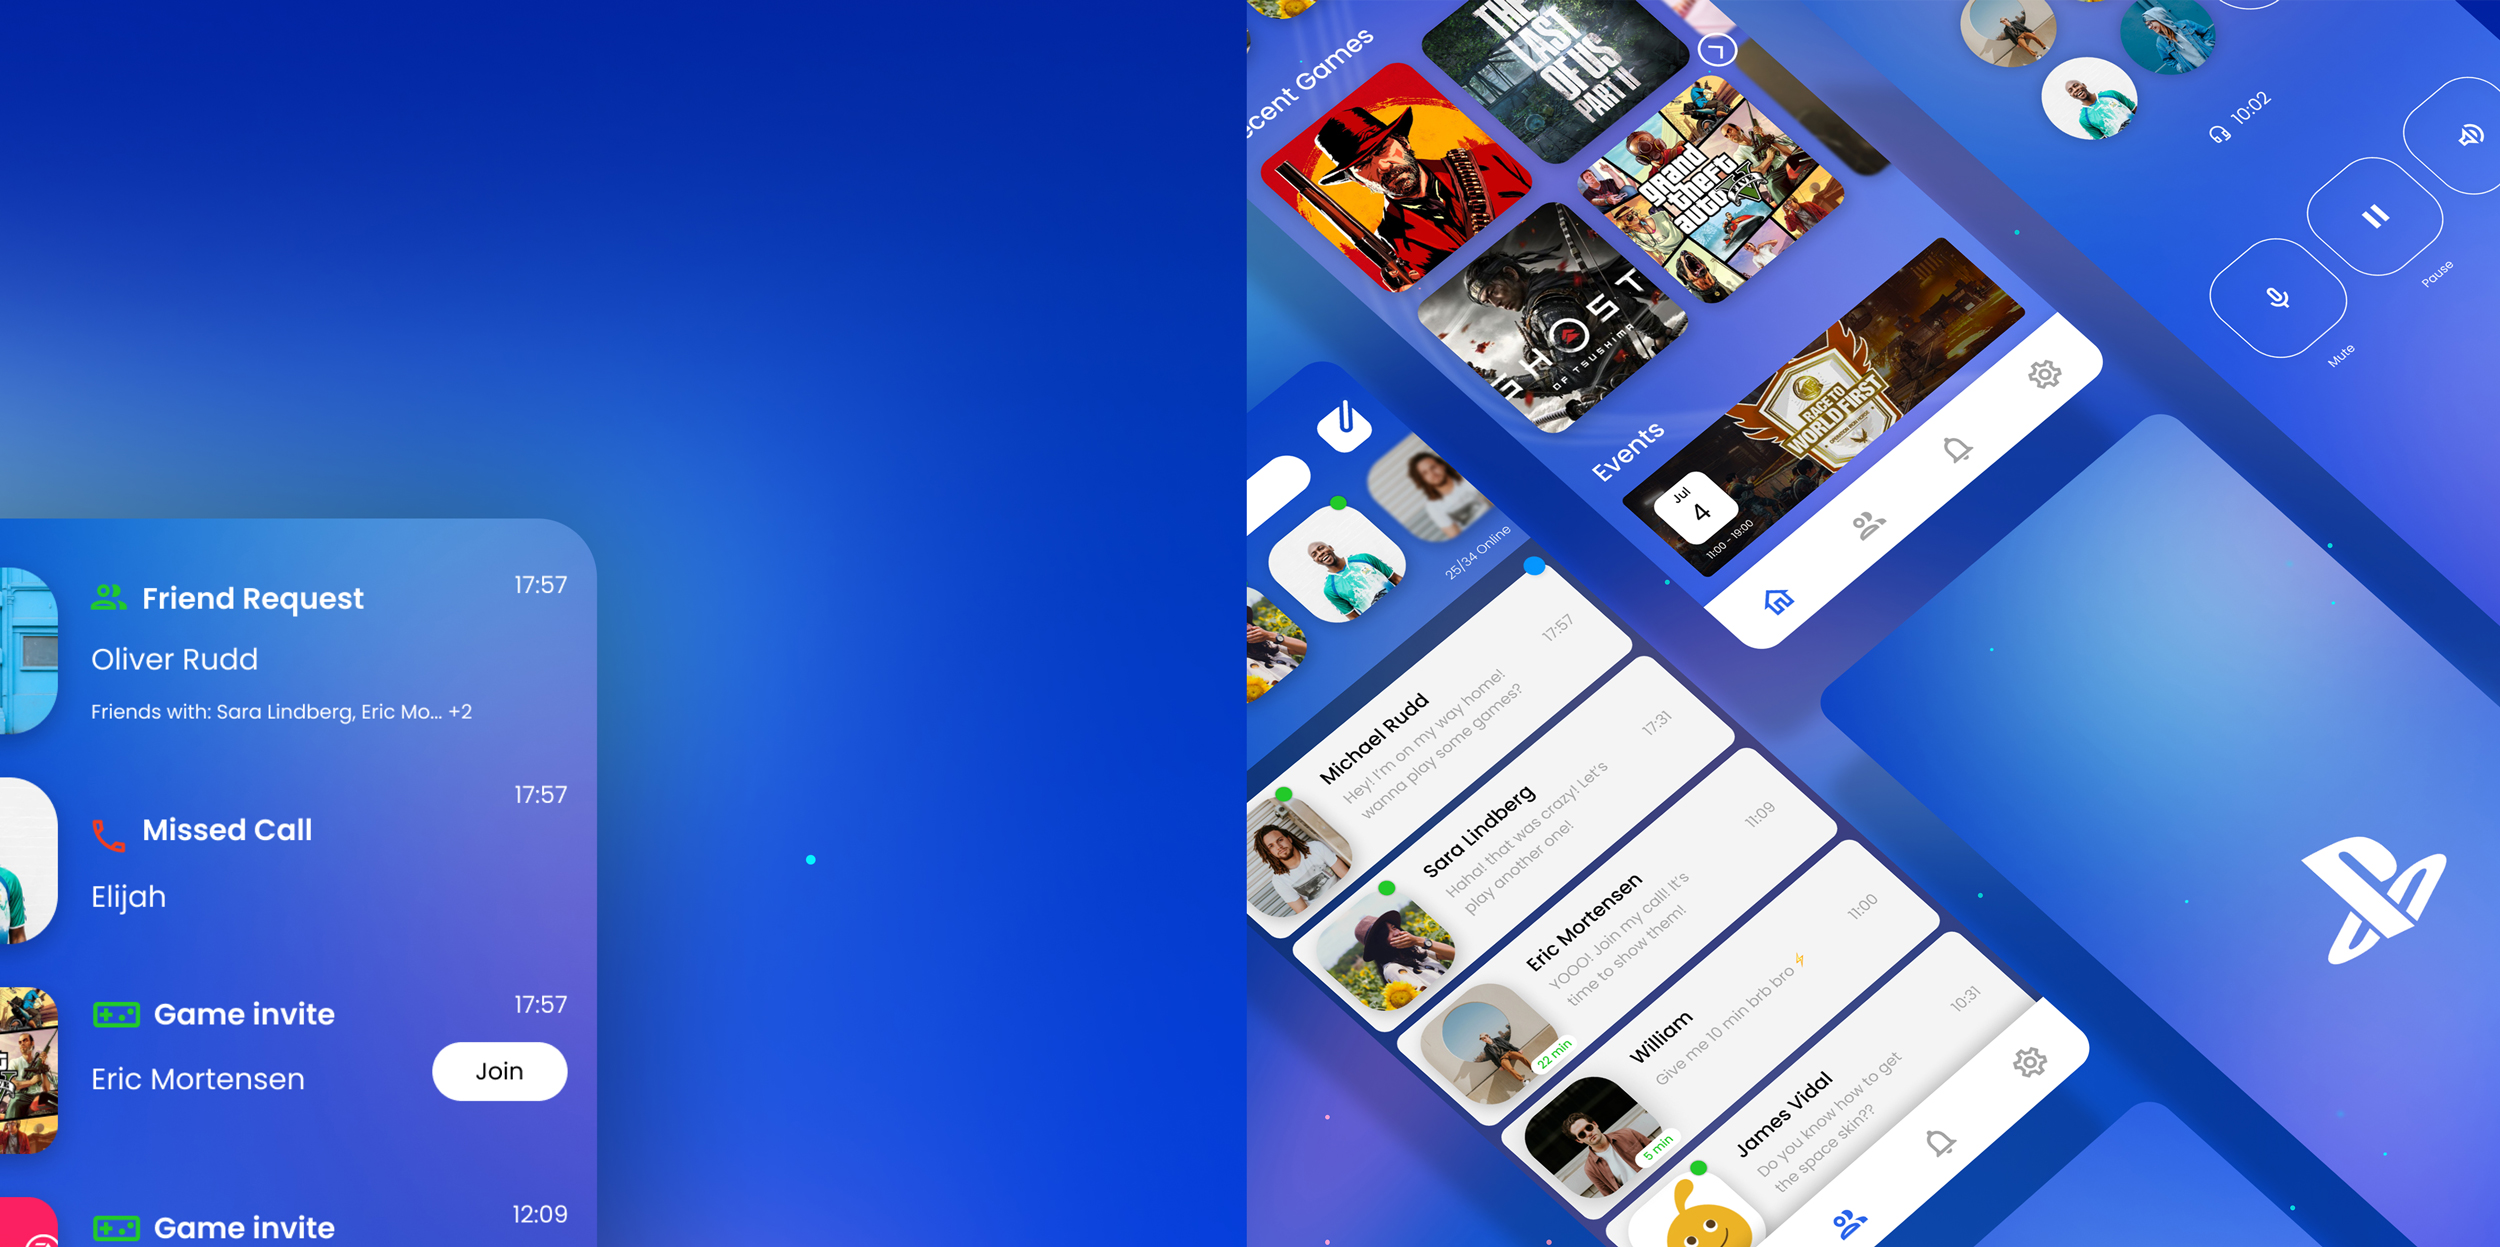 Friend Request
17:57
Oliver Rudd
Friends with: Sara Lindberg, Eric Mo... +2
Missed Call
17:57
Elijah
Game invite
17:57
Eric Mortensen
Join
Game invite
12:09
ecent Games
THE
LAST
OF US
PART II
grand
theft
auto
V
FIVE
GHOST
OF TSUSHIMA
Events
RACE TO
WORLD FIRST
Jul
4
11:00 - 19:00
10:02
Mute
Pause
25/34 Online
Michael Rudd
17:57
Hey! I'm on my way home!
wanna play some games?
Sara Lindberg
17:31
Haha! that was crazy! Let's
play another one!
Eric Mortensen
11:09
YOOO! Join my call! It's
time to show them!
22 min
William
11:00
Give me 10 min brb bro ⚡
5 min
James Vidal
10:31
Do you know how to get
the space skin??